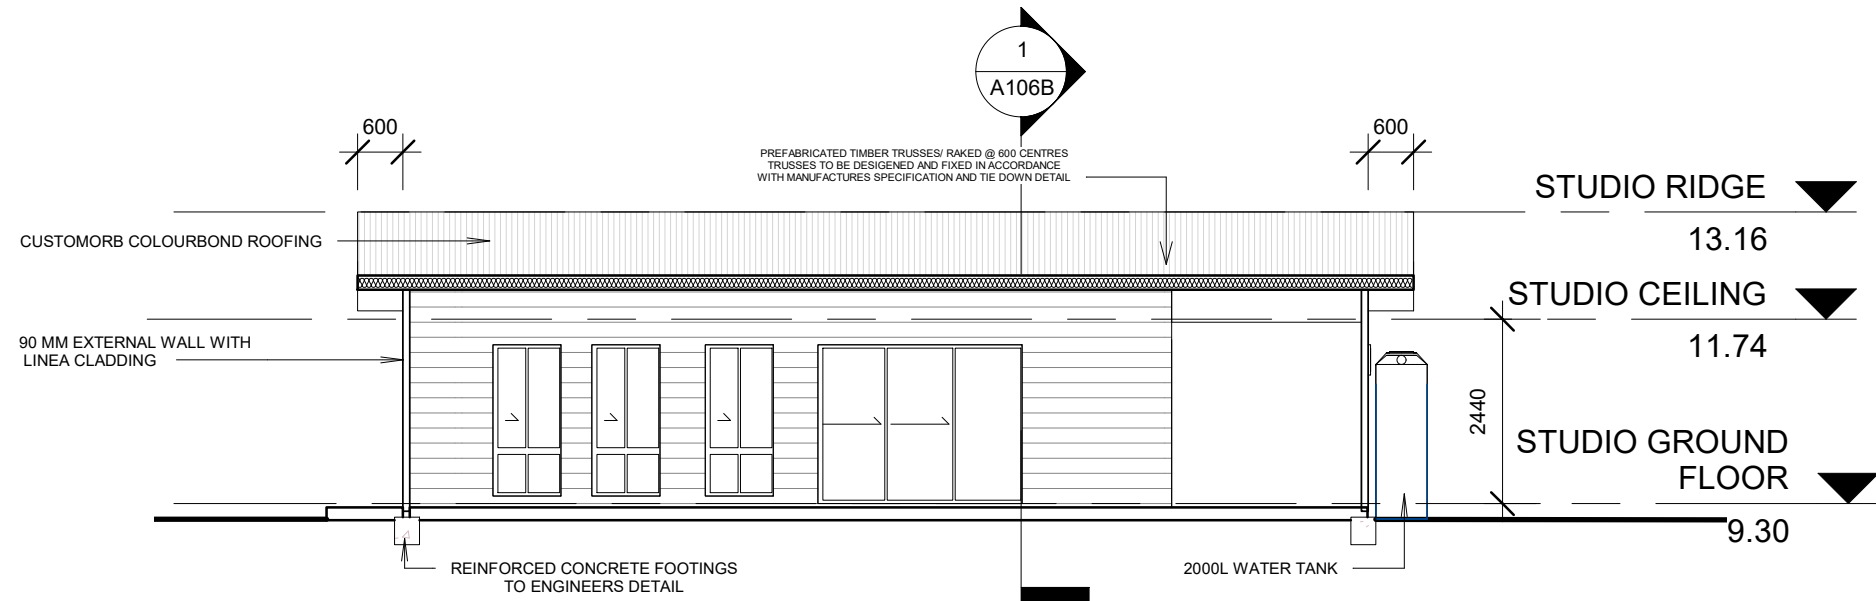 1
A106B
600
600
PREFABRICATED TIMBER TRUSSES/ RAKED @ 600 CENTRES
TRUSSES TO BE DESIGENED AND FIXED IN ACCORDANCE
WITH MANUFACTURES SPECIFICATION AND TIE DOWN DETAIL
STUDIO RIDGE
13.16
CUSTOMORB COLOURBOND ROOFING
STUDIO CEILING
11.74
90 MM EXTERNAL WALL WITH
LINEA CLADDING
2440
STUDIO GROUND
FLOOR
9.30
REINFORCED CONCRETE FOOTINGS
TO ENGINEERS DETAIL
2000L WATER TANK